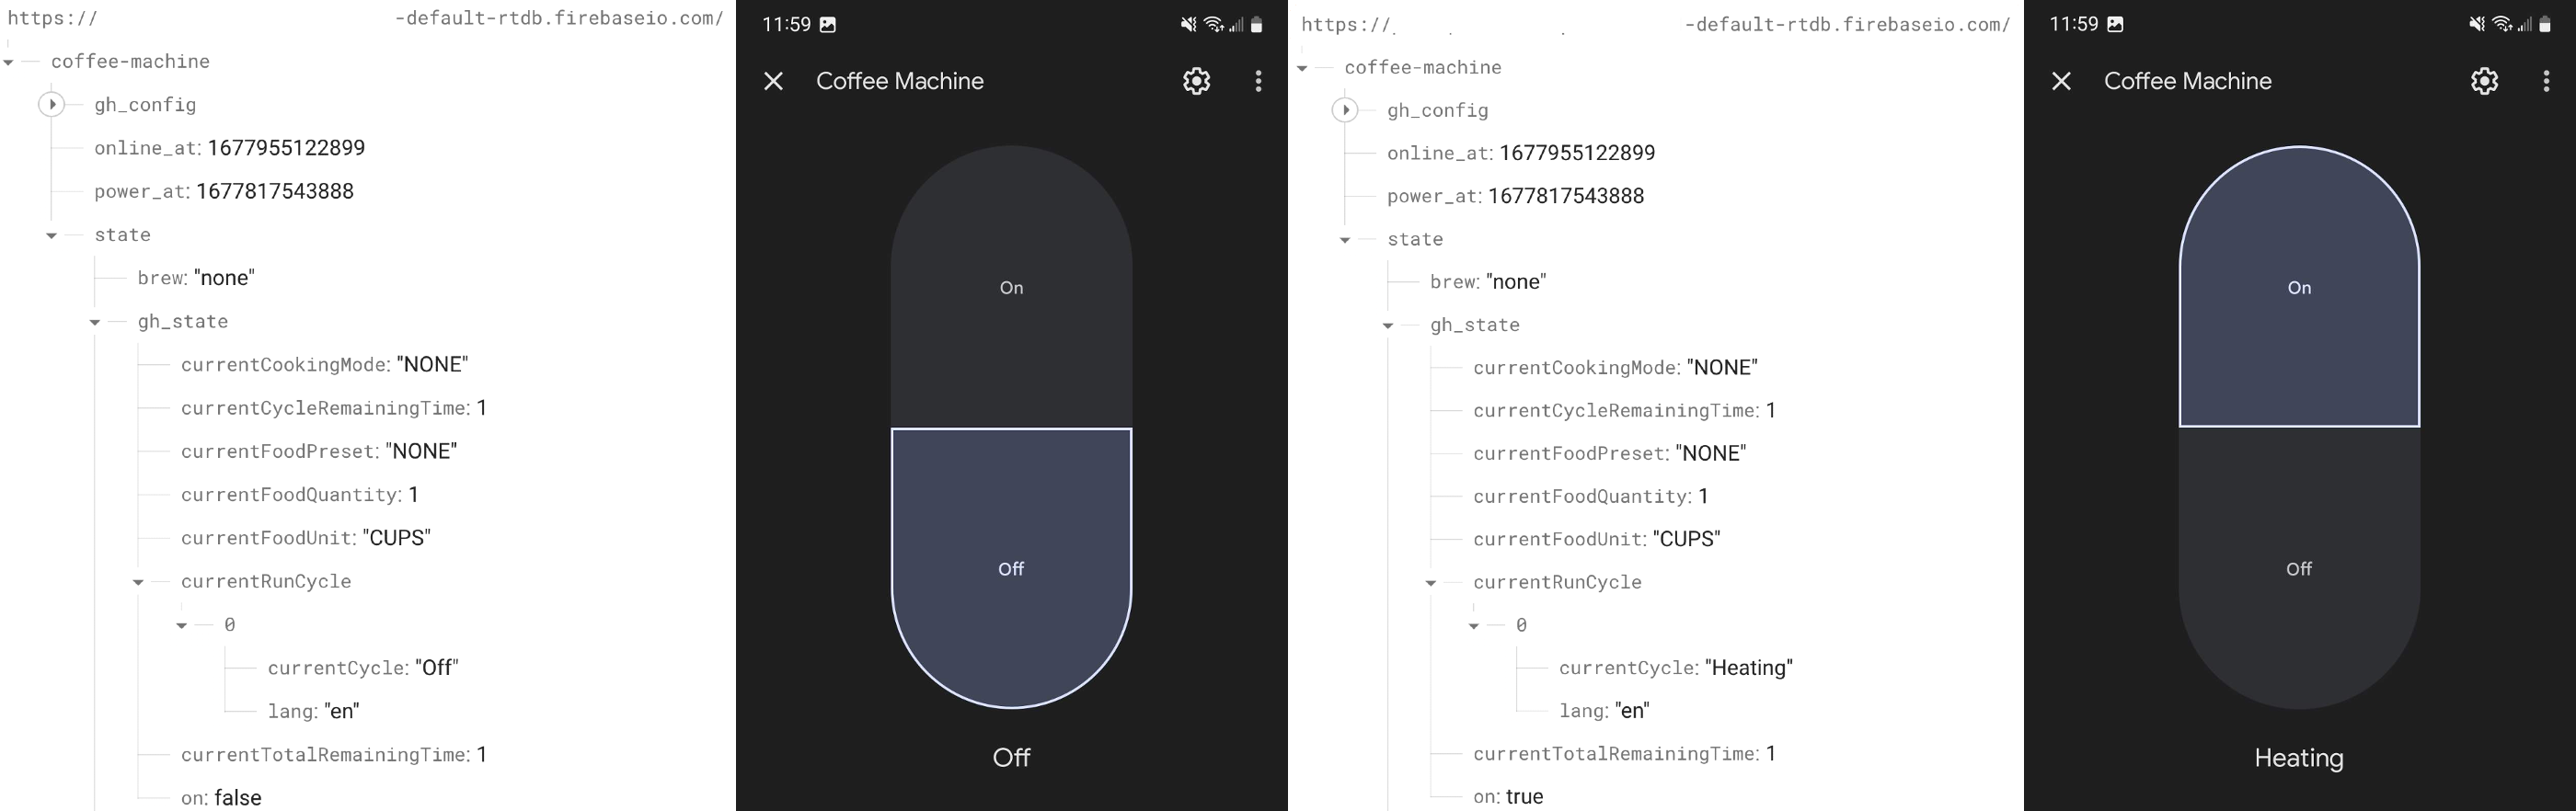 https:// -default-rtdb.firebaseio.com/
coffee-machine
gh_config
online_at: 1677955122899
power_at: 1677817543888
state
brew: "none"
gh_state
currentCookingMode: "NONE"
currentCycleRemainingTime: 1
currentFoodPreset: "NONE"
currentFoodQuantity: 1
currentFoodUnit: "CUPS"
currentRunCycle
0
currentCycle: "Off"
lang: "en"
currentTotalRemainingTime: 1
on: false
11:59
Coffee Machine
On
Off
Off
https:// -default-rtdb.firebaseio.com/
coffee-machine
gh_config
online_at: 1677955122899
power_at: 1677817543888
state
brew: "none"
gh_state
currentCookingMode: "NONE"
currentCycleRemainingTime: 1
currentFoodPreset: "NONE"
currentFoodQuantity: 1
currentFoodUnit: "CUPS"
currentRunCycle
0
currentCycle: "Heating"
lang: "en"
currentTotalRemainingTime: 1
on: true
11:59
Coffee Machine
On
Off
Heating